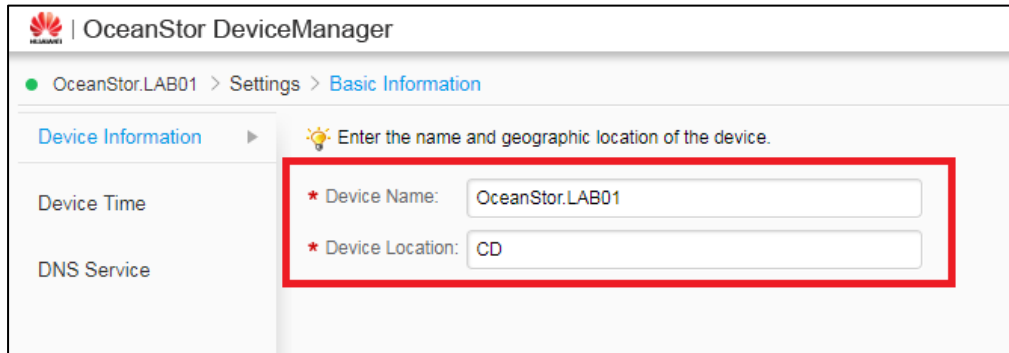 HUAWEI | OceanStor DeviceManager
OceanStor.LAB01 > Settings > Basic Information
Device Information
Enter the name and geographic location of the device.
* Device Name: OceanStor.LAB01
Device Time
* Device Location: CD
DNS Service